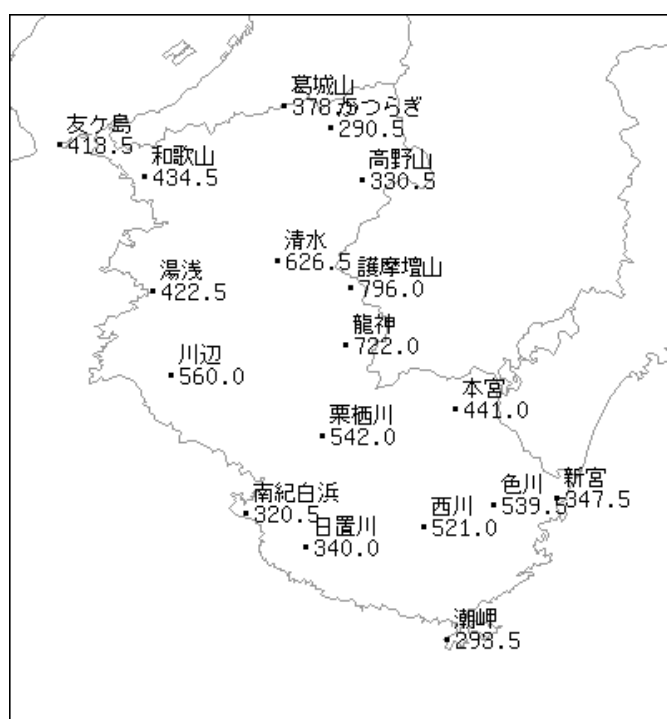 葛城山
378.5
かつらぎ
290.5
友ケ島
413.5
和歌山
434.5
高野山
330.5
清水
626.5
護摩壇山
796.0
湯浅
422.5
龍神
722.0
川辺
560.0
本宮
441.0
栗栖川
542.0
南紀白浜
320.5
日置川
340.0
西川
521.0
色川
539.5
新宮
347.5
潮岬
293.5